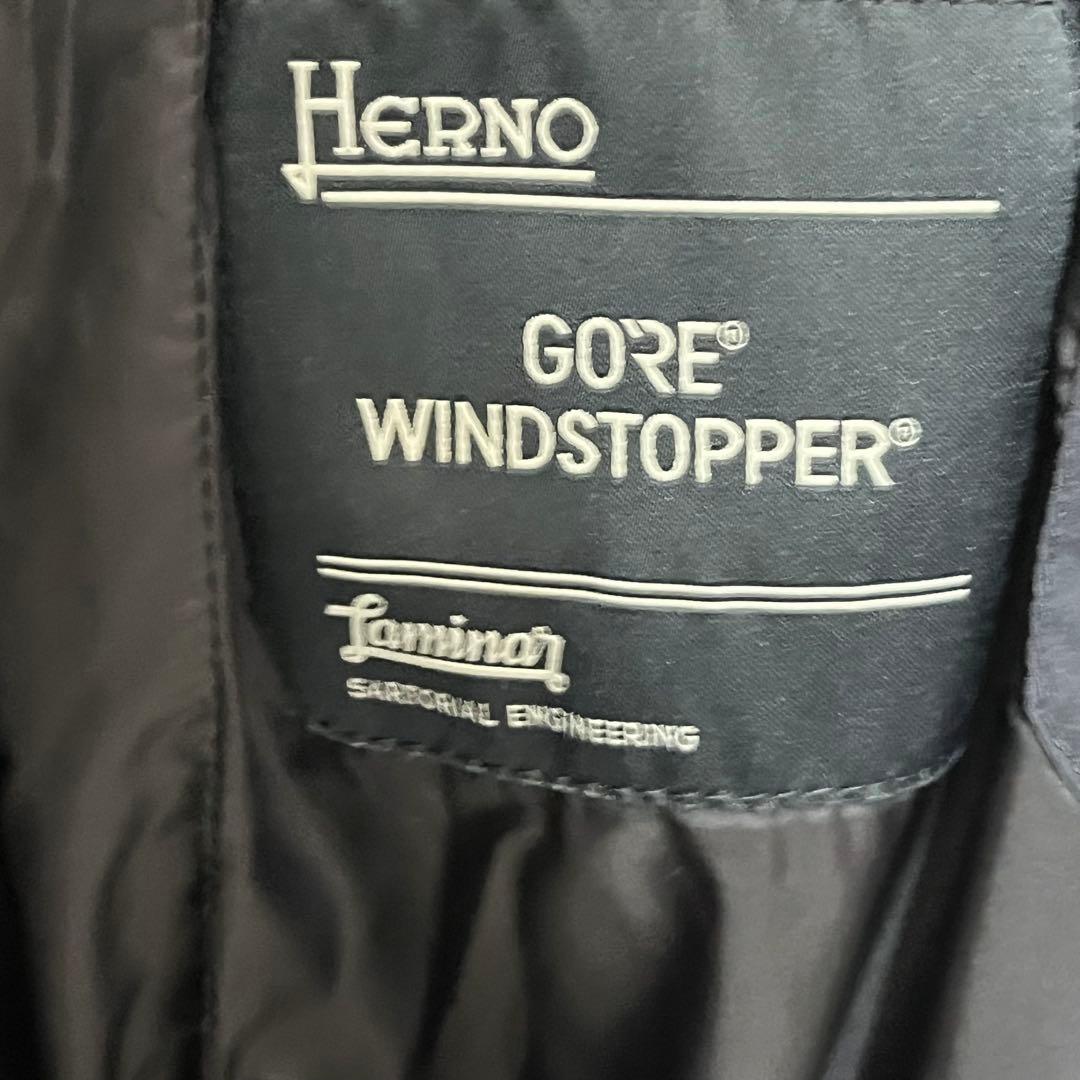 HERNO
GORE®
WINDSTOPPER®
Laminar
SARTORIAL ENGINEERING